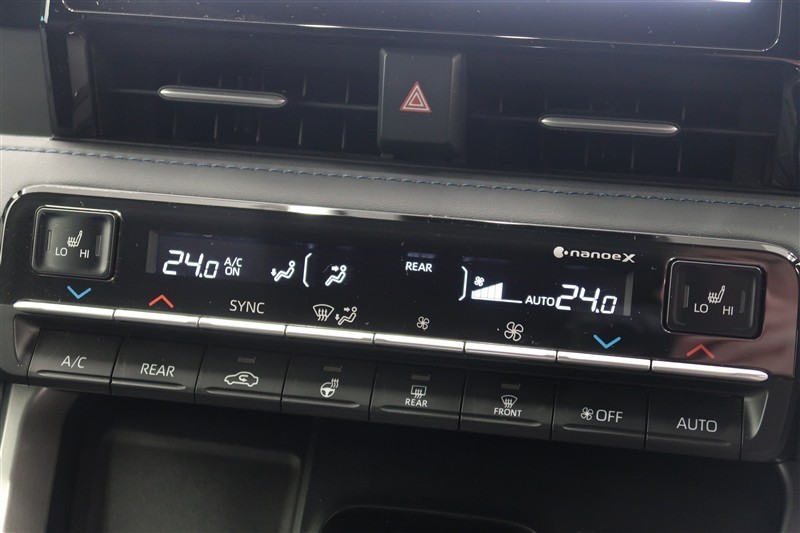 LO HI
24.0 A/C ON
REAR
AUTO 24.0
nanoeX
LO HI
SYNC
A/C
REAR
REAR
FRONT
OFF
AUTO